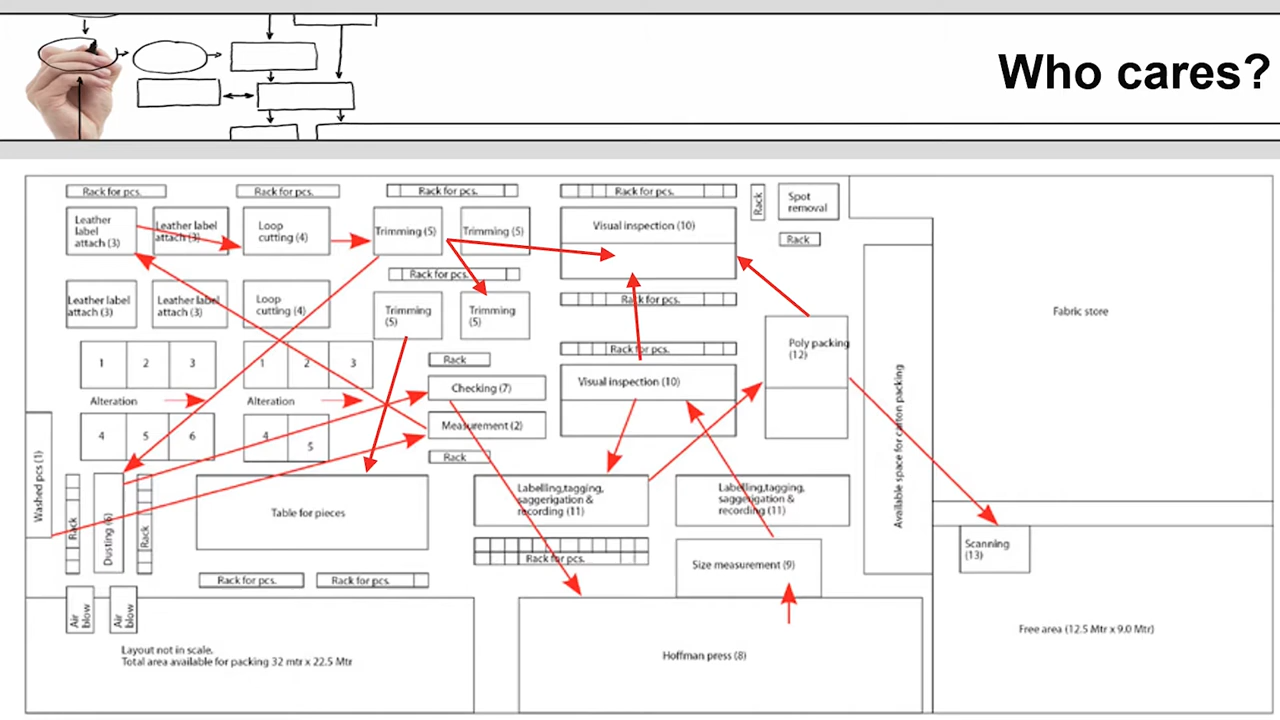 Who cares?
Rack for pcs.
Rack for pcs.
Rack for pcs.
Rack for pcs.
Rack
Spot
removal
Leather
label
attach (3)
Leather label
attach (3)
Loop
cutting (4)
Trimming (5)
Trimming (5)
Visual inspection (10)
Rack
Rack for pcs.
Leather label
attach (3)
Leather label
attach (3)
Loop
cutting (4)
Trimming
(5)
Trimming
(5)
Rack for pcs.
Fabric store
Poly packing
(12)
Rack for pcs.
1
2
3
1
2
3
Rack
Checking (7)
Visual inspection (10)
Alteration
Alteration
Measurement (2)
4
5
6
4
5
Rack
Available space for carton packing
Washed pcs (1)
Rack
Dusting (6)
Rack
Table for pieces
Labelling,tagging,
saggerigation &
recording (11)
Labelling,tagging,
saggerigation &
recording (11)
Rack for pcs.
Size measurement (9)
Scanning
(13)
Rack for pcs.
Rack for pcs.
Air
blow
Air
blow
Layout not in scale.
Total area available for packing 32 mtr x 22.5 Mtr
Hoffman press (8)
Free area (12.5 Mtr x 9.0 Mtr)